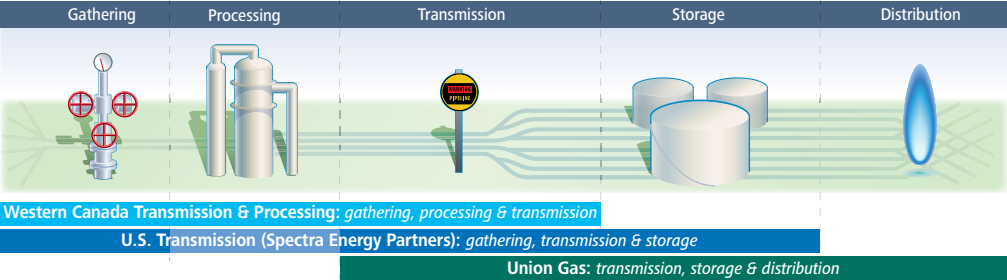 Gathering Processing Transmission Storage Distribution
WARNING
PIPELINE
Western Canada Transmission & Processing: gathering, processing & transmission
U.S. Transmission (Spectra Energy Partners): gathering, transmission & storage
Union Gas: transmission, storage & distribution